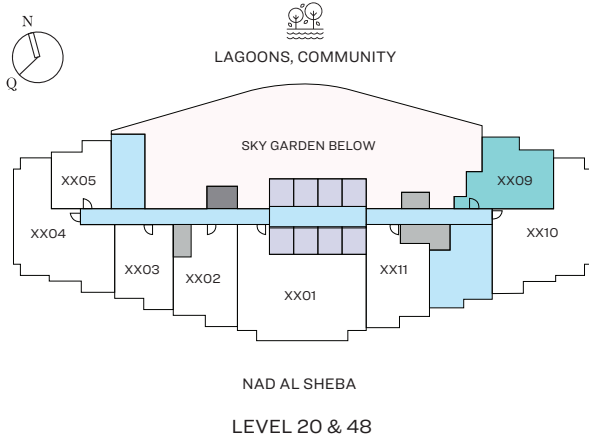 N
Q
LAGOONS, COMMUNITY
SKY GARDEN BELOW
XX05
XX09
XX04
XX10
XX03
XX02
XX01
XX11
NAD AL SHEBA
LEVEL 20 & 48